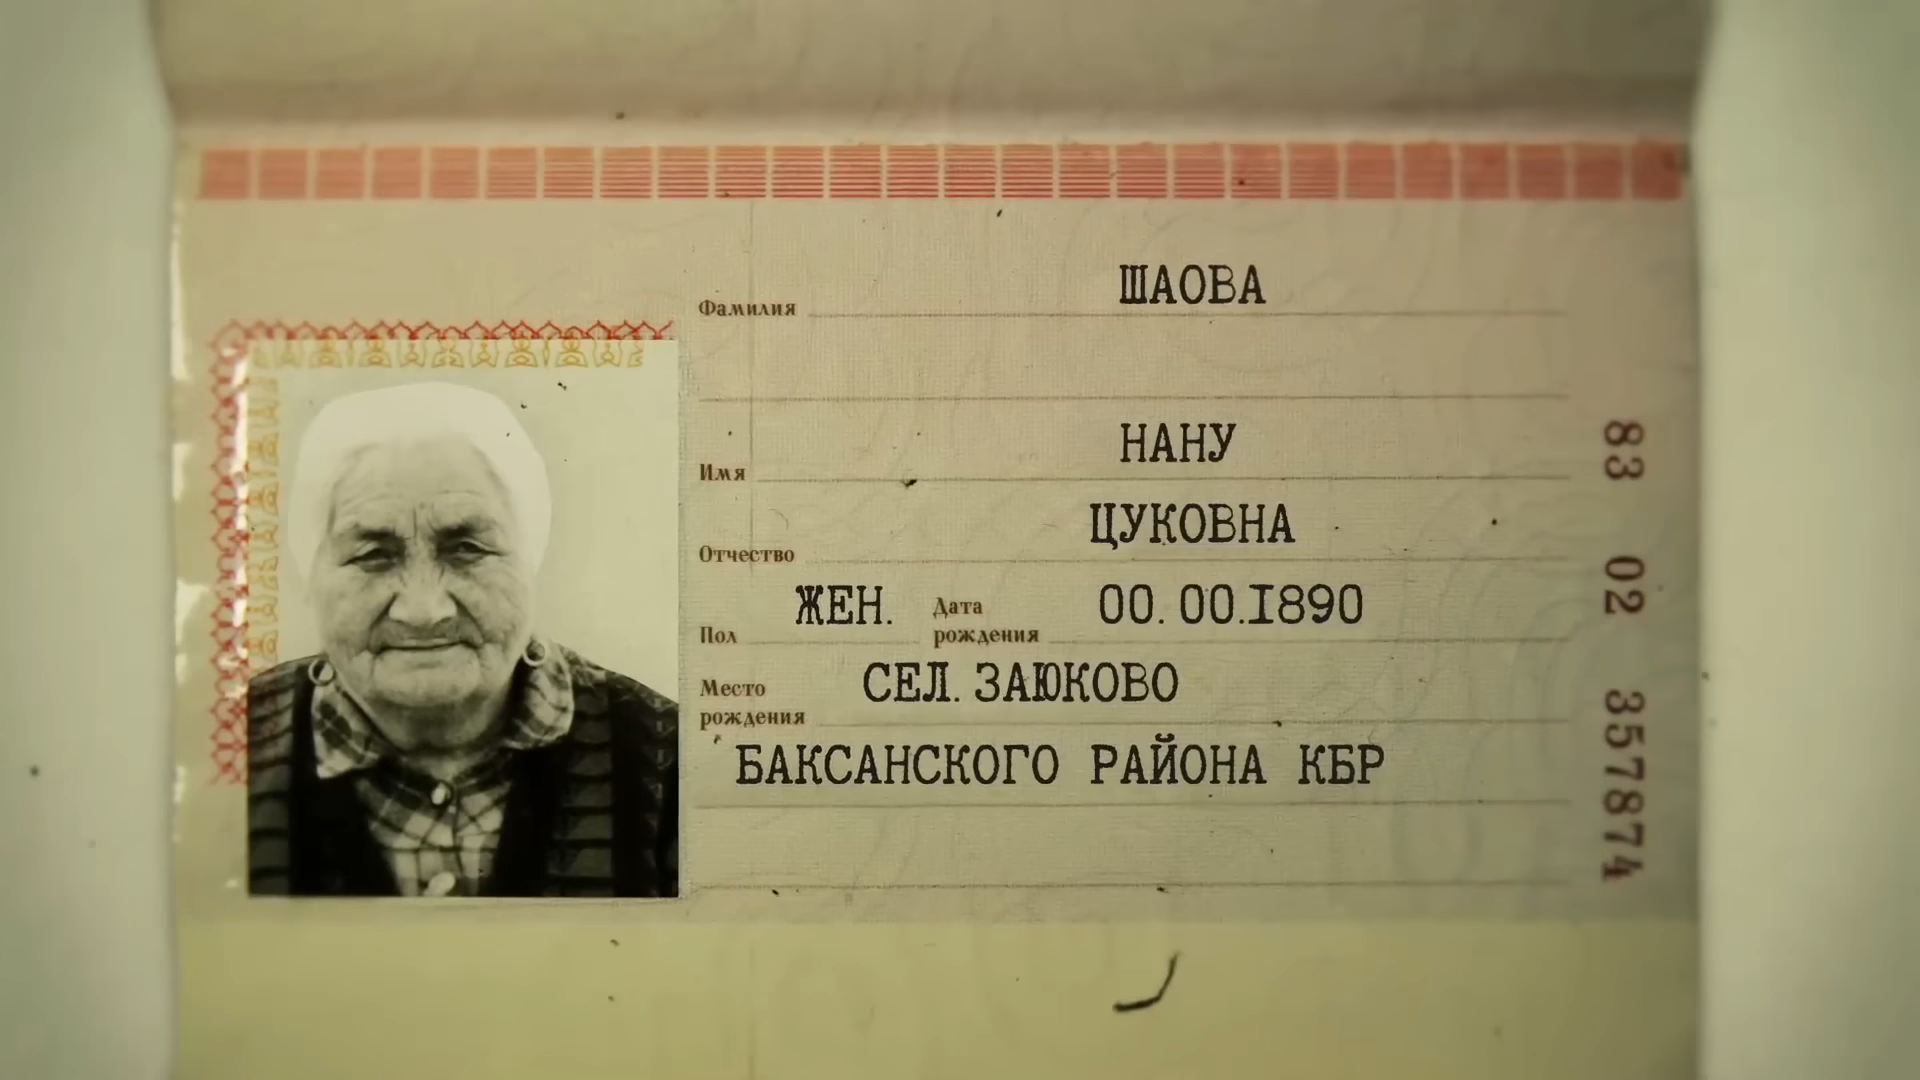 Фамилия ШАОВА
Имя НАНУ
Отчество ЦУКОВНА
Пол ЖЕН. Дата рождения 00.00.1890
Место рождения СЕЛ. ЗАЮКОВО
БАКСАНСКОГО РАЙОНА КБР
83 02 357874